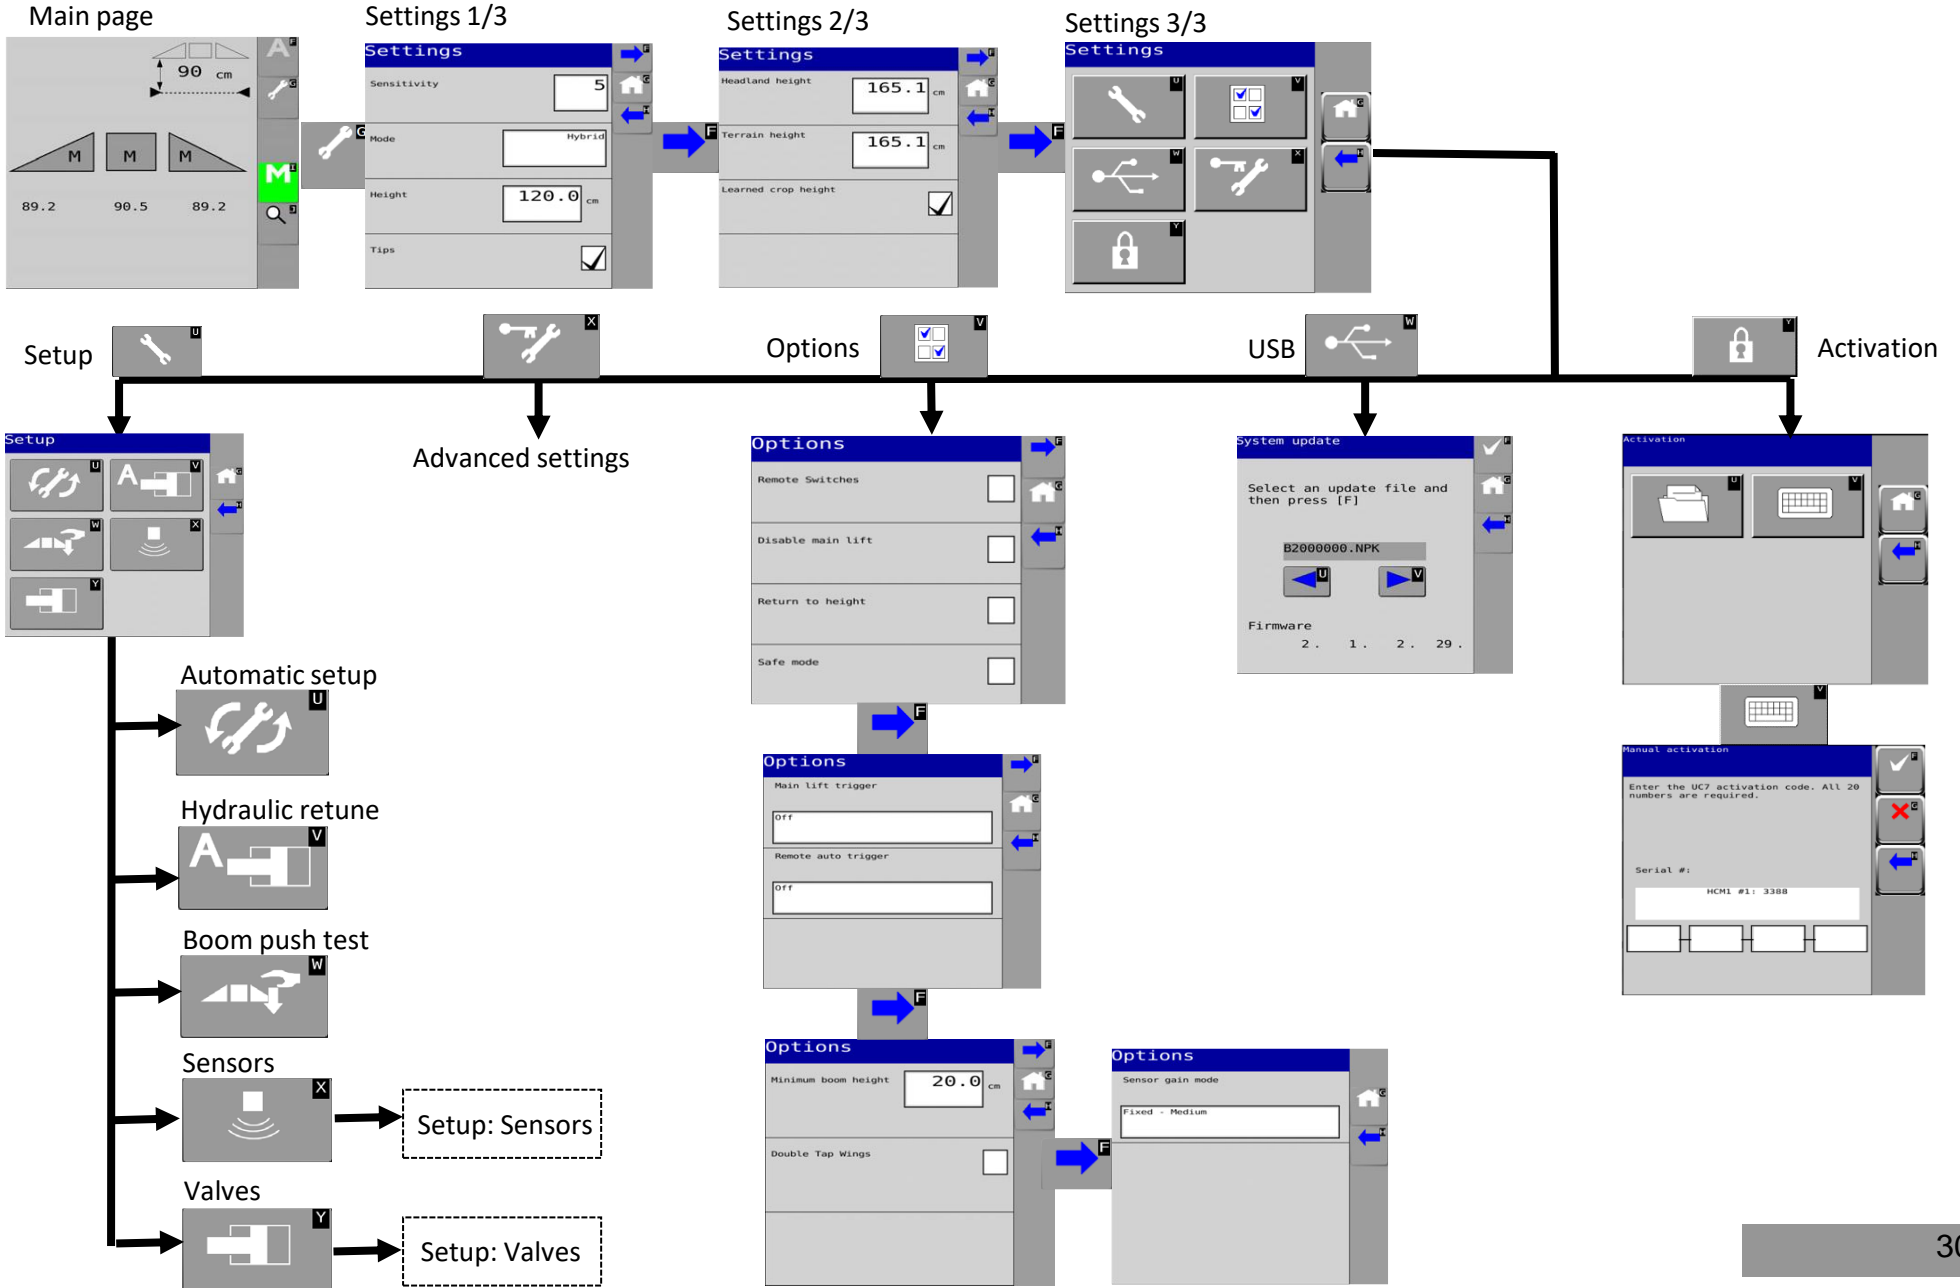 Main page
Settings 1/3
Settings 2/3
Settings 3/3
90 cm
M M M
89.2 90.5 89.2
A F
G
M I
J
G
Settings
Sensitivity 5
Mode Hybrid
Height 120.0 cm
Tips
F
G
I
F
Settings
Headland height 165.1 cm
Terrain height 165.1 cm
Learned crop height
F
G
I
F
Settings
U V
W X
Y
G
I
Setup U
X
Options V
USB W
Y Activation
Setup
U A V
W X
Y
G
I
Advanced settings
Options
Remote Switches
Disable main lift
Return to height
Safe mode
F
G
I
F
System update
Select an update file and
then press [F]
B2000000.NPK
U V
Firmware
2. 1. 2. 29.
F
G
I
Activation
U V
G
I
V
Automatic setup
U
Hydraulic retune
A V
Boom push test
W
Sensors
X
Setup: Sensors
Valves
Y
Setup: Valves
Options
Main lift trigger
Off
Remote auto trigger
Off
F
G
I
F
Options
Minimum boom height 20.0 cm
Double Tap Wings
F
G
I
F
Options
Sensor gain mode
Fixed - Medium
G
I
Manual activation
Enter the UC7 activation code. All 20
numbers are required.
Serial #:
HCM1 #1: 3388
F
G
I